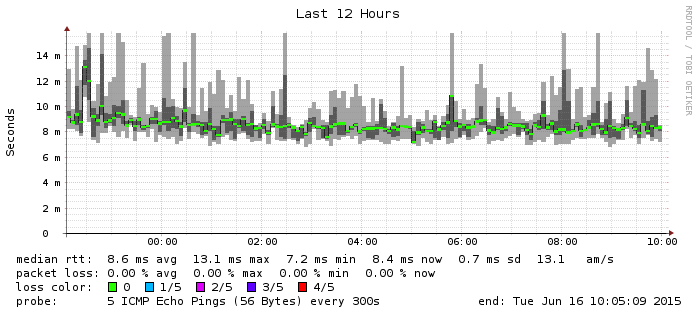 Last 12 Hours
RRDTOOL / TOBI OETIKER
Seconds
14 m
12 m
10 m
8 m
6 m
4 m
2 m
0
00:00 02:00 04:00 06:00 08:00 10:00
median rtt: 8.6 ms avg 13.1 ms max 7.2 ms min 8.4 ms now 0.7 ms sd 13.1 am/s
packet loss: 0.00 % avg 0.00 % max 0.00 % min 0.00 % now
loss color: 0 1/5 2/5 3/5 4/5
probe: 5 ICMP Echo Pings (56 Bytes) every 300s end: Tue Jun 16 10:05:09 2015